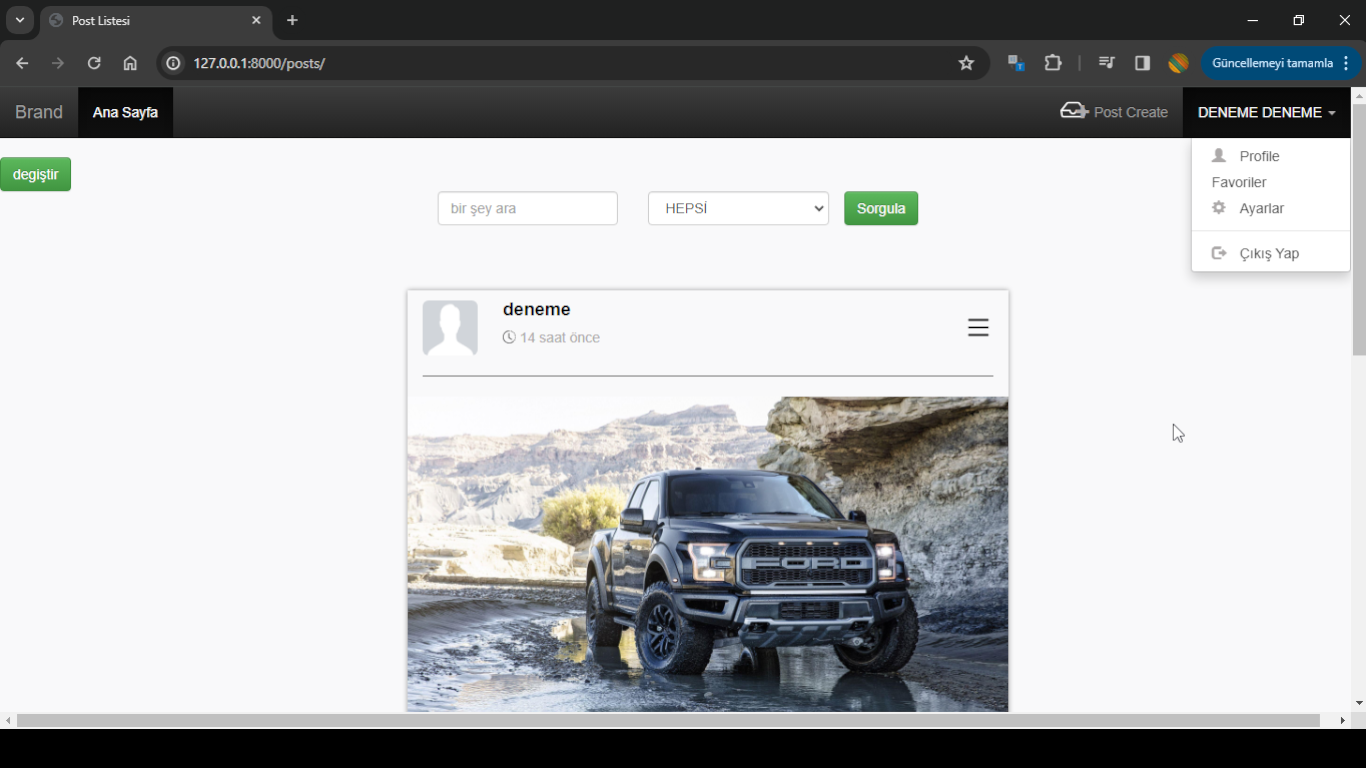 Post Listesi
127.0.0.1:8000/posts/
Güncellemeyi tamamla
Brand
Ana Sayfa
Post Create
DENEME DENEME
Profile
Favoriler
Ayarlar
Çıkış Yap
degiştir
bir şey ara
HEPSİ
Sorgula
deneme
14 saat önce
FORD